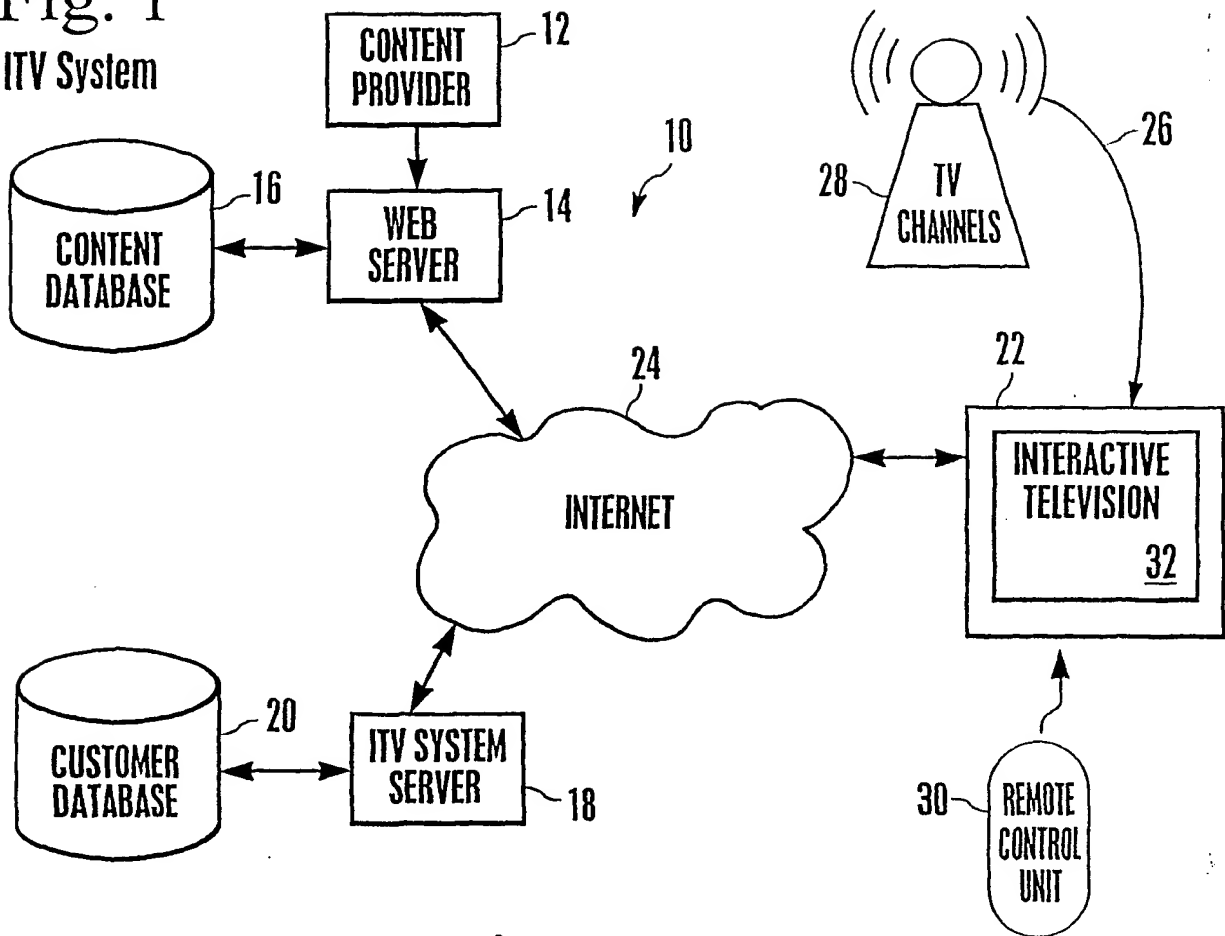 Fig. 1
ITV System
CONTENT
PROVIDER
12
10
26
28
TV
CHANNELS
16
CONTENT
DATABASE
14
WEB
SERVER
24
22
INTERNET
INTERACTIVE
TELEVISION
32
20
CUSTOMER
DATABASE
ITV SYSTEM
SERVER
18
30
REMOTE
CONTROL
UNIT